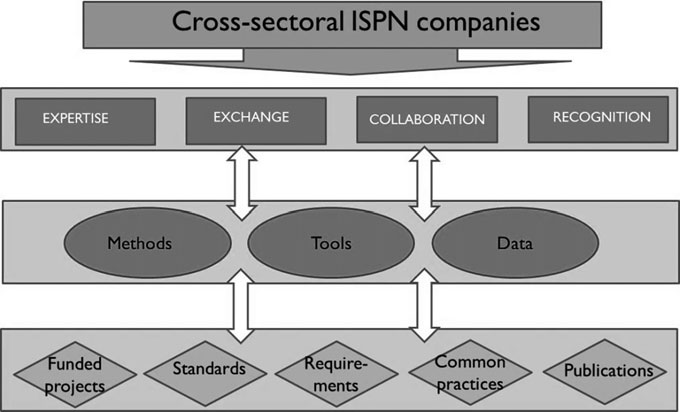 Cross-sectoral ISPN companies
EXPERTISE
EXCHANGE
COLLABORATION
RECOGNITION
Methods
Tools
Data
Funded
projects
Standards
Require-
ments
Common
practices
Publications